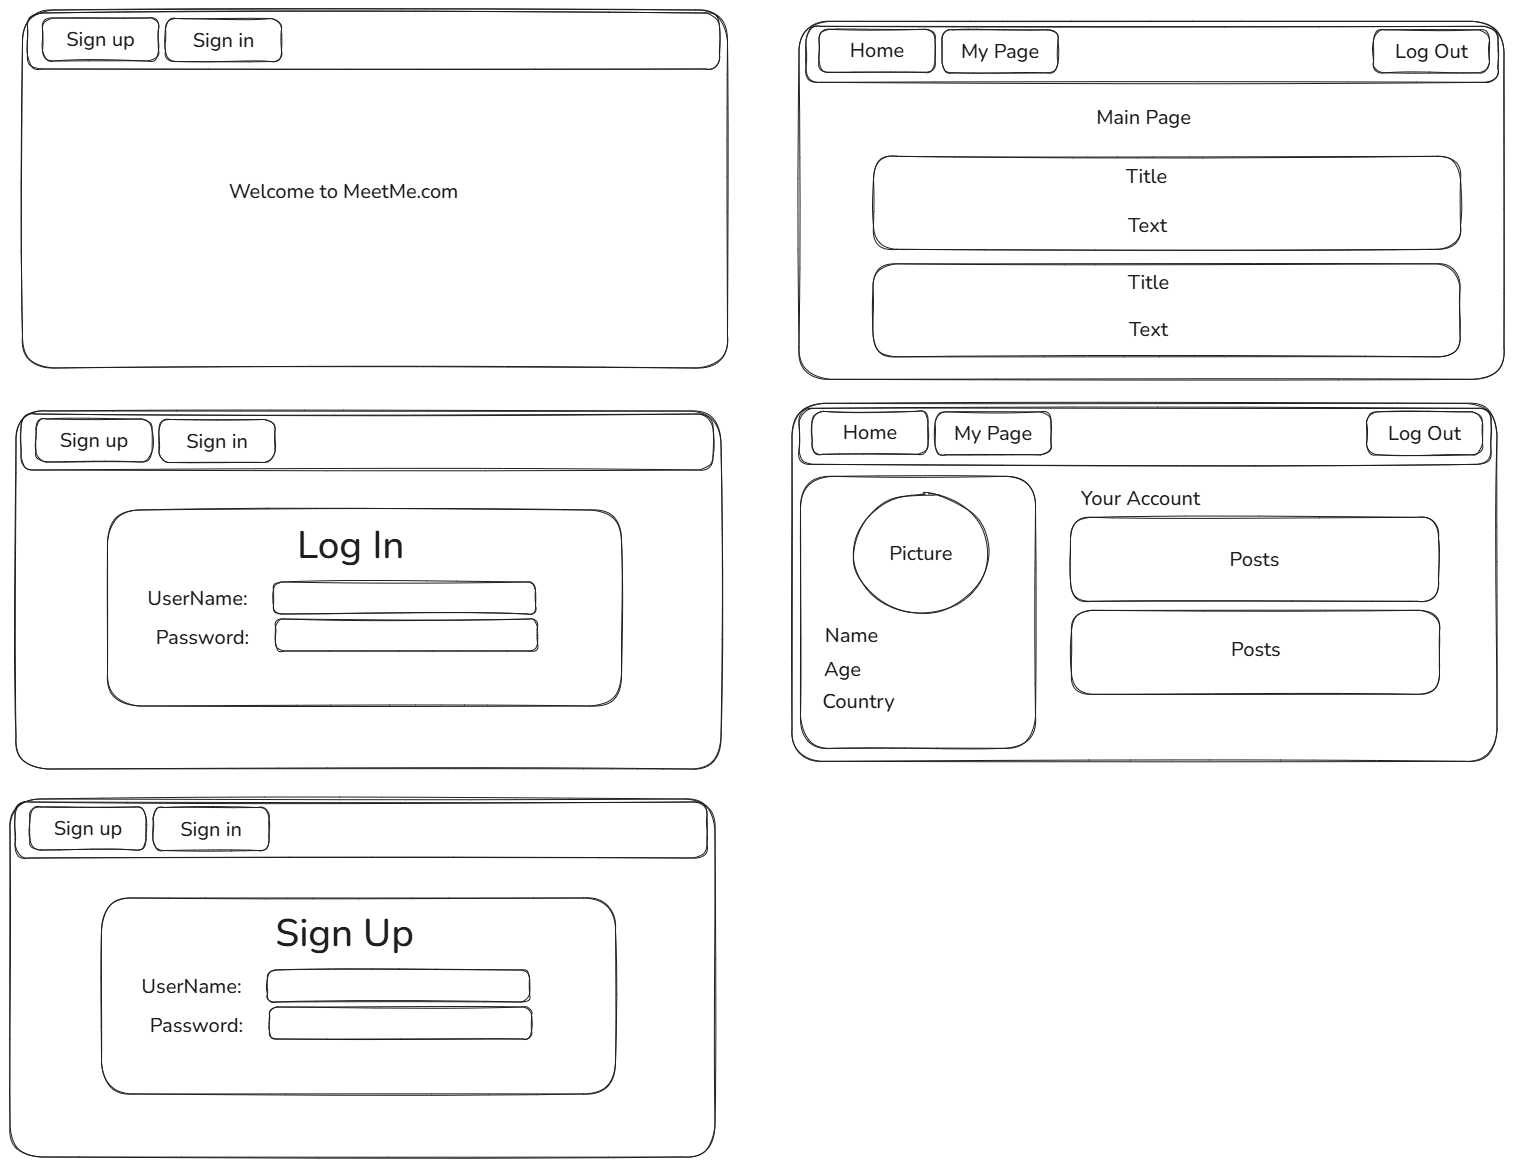 Sign up
Sign in
Welcome to MeetMe.com
Home
My Page
Log Out
Main Page
Title
Text
Title
Text
Sign up
Sign in
Log In
UserName:
Password:
Home
My Page
Log Out
Picture
Name
Age
Country
Your Account
Posts
Posts
Sign up
Sign in
Sign Up
UserName:
Password: